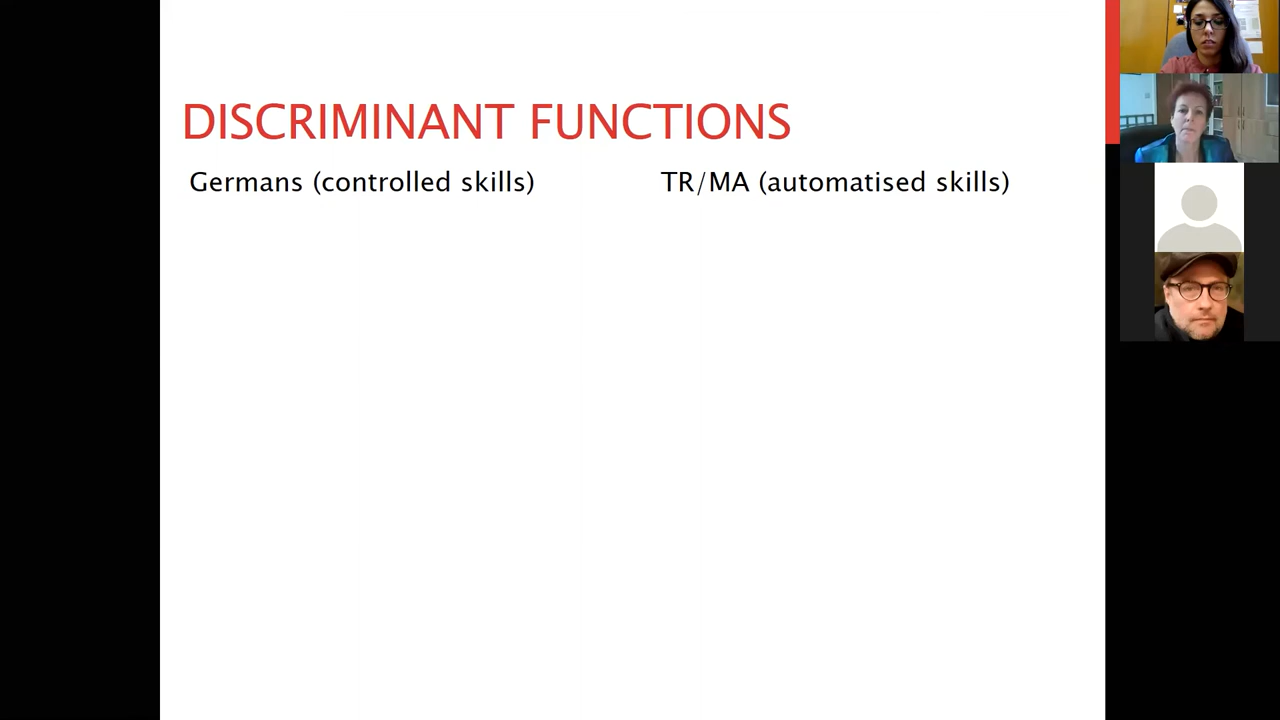 DISCRIMINANT FUNCTIONS
Germans (controlled skills)
TR/MA (automatised skills)